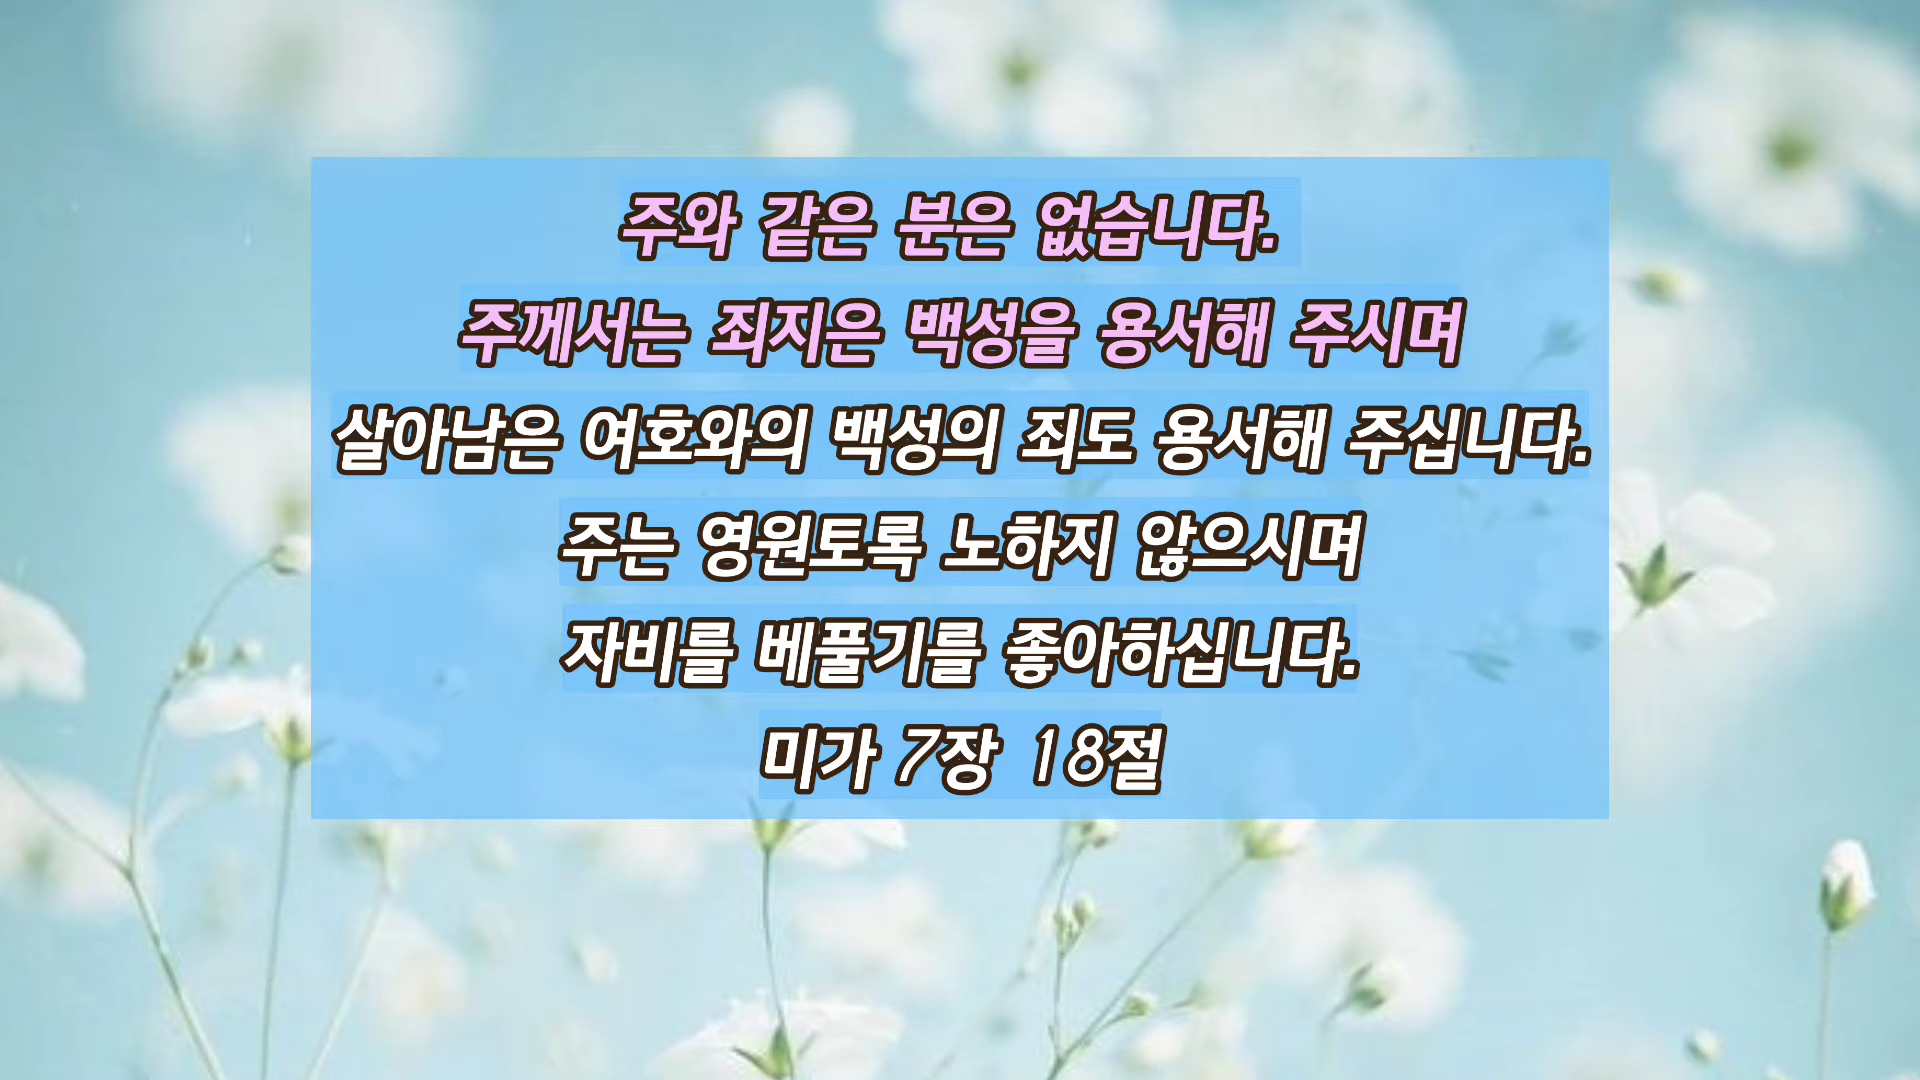 주와 같은 분은 없습니다.
주께서는 죄지은 백성을 용서해 주시며
살아남은 여호와의 백성의 죄도 용서해 주십니다.
주는 영원토록 노하지 않으시며
자비를 베풀기를 좋아하십니다.
미가 7장 18절